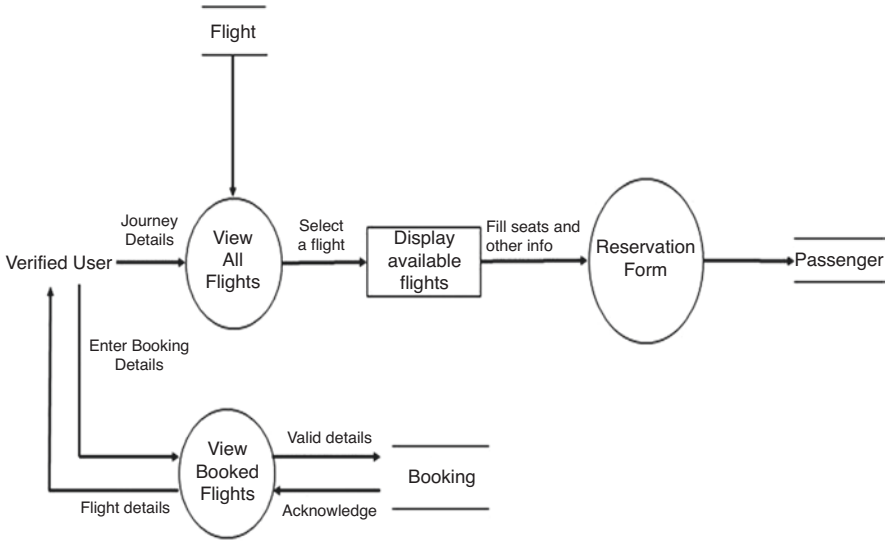 Flight
Journey
Details
Verified User
View
All
Flights
Select
a flight
Display
available
flights
Fill seats and
other info
Reservation
Form
Passenger
Enter Booking
Details
View
Booked
Flights
Valid details
Booking
Flight details
Acknowledge